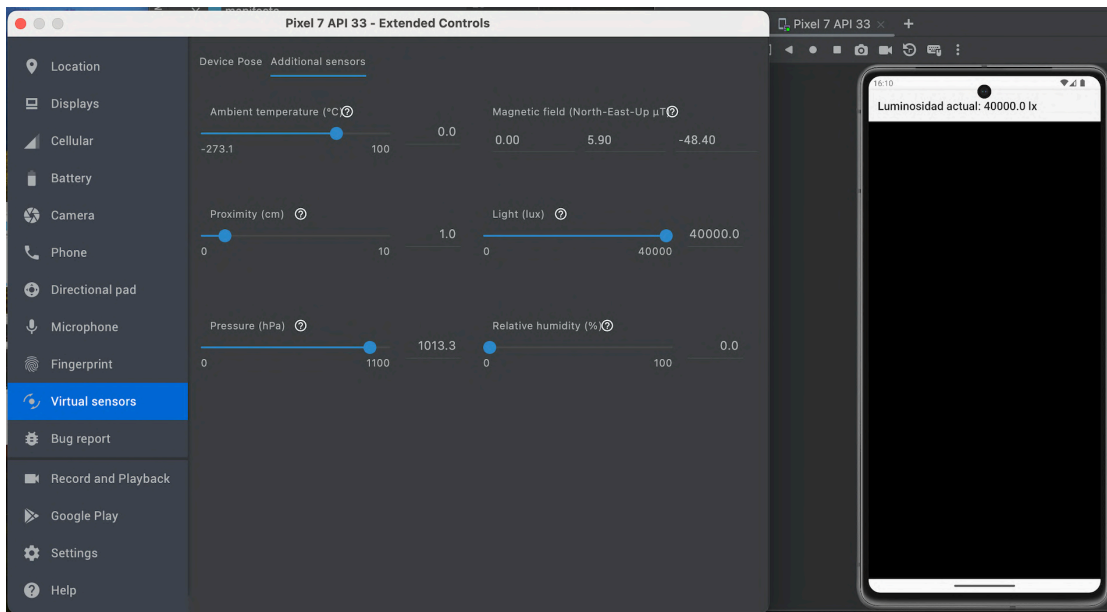 manifests
Pixel 7 API 33 - Extended Controls
Pixel 7 API 33
Location
Displays
Cellular
Battery
Camera
Phone
Directional pad
Microphone
Fingerprint
Virtual sensors
Bug report
Record and Playback
Google Play
Settings
Help
Device Pose Additional sensors
Ambient temperature (°C)
0.0
-273.1 100
Magnetic field (North-East-Up µT)
0.00 5.90 -48.40
Proximity (cm)
1.0
0 10
Light (lux)
40000.0
0 40000
Pressure (hPa)
1013.3
0 1100
Relative humidity (%)
0.0
0 100
16:10
Luminosidad actual: 40000.0 lx